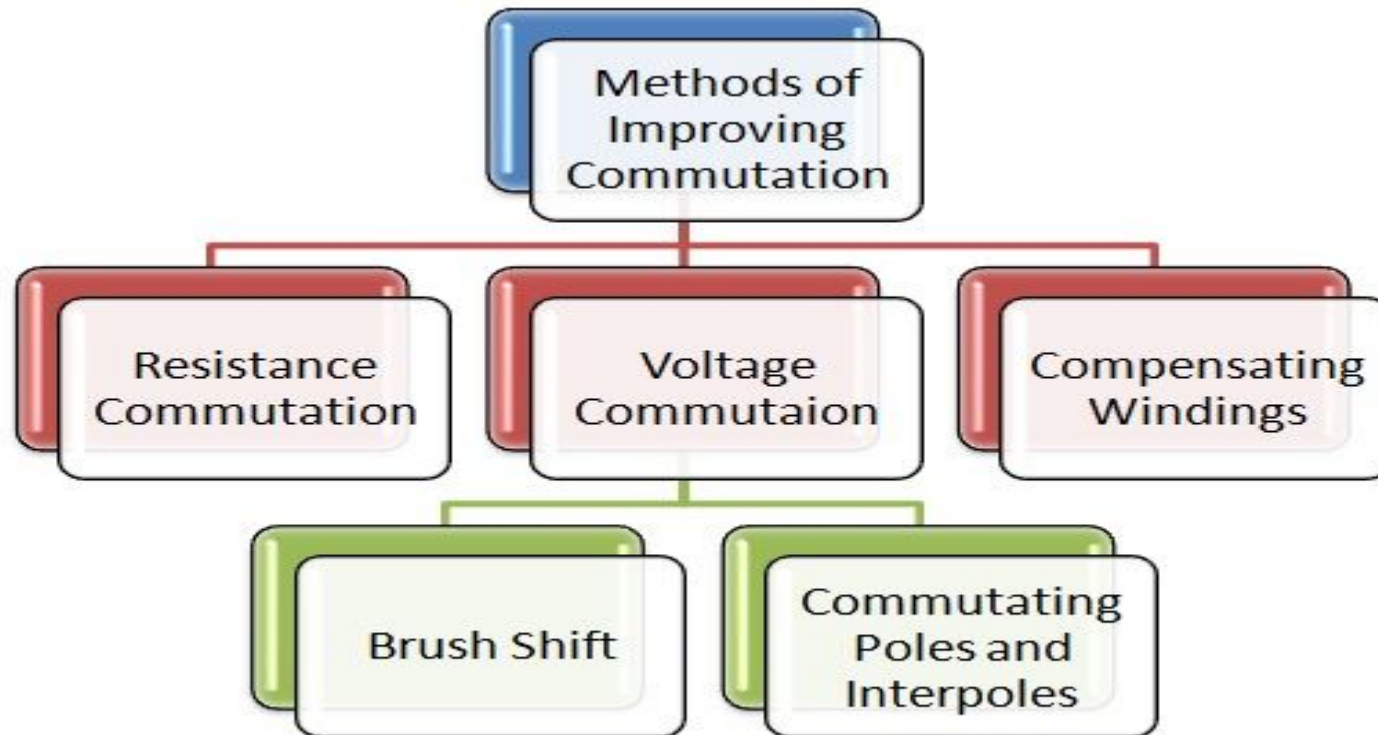 Methods of
Improving
Commutation
Resistance
Commutation
Voltage
Commutaion
Compensating
Windings
Brush Shift
Commutating
Poles and
Interpoles